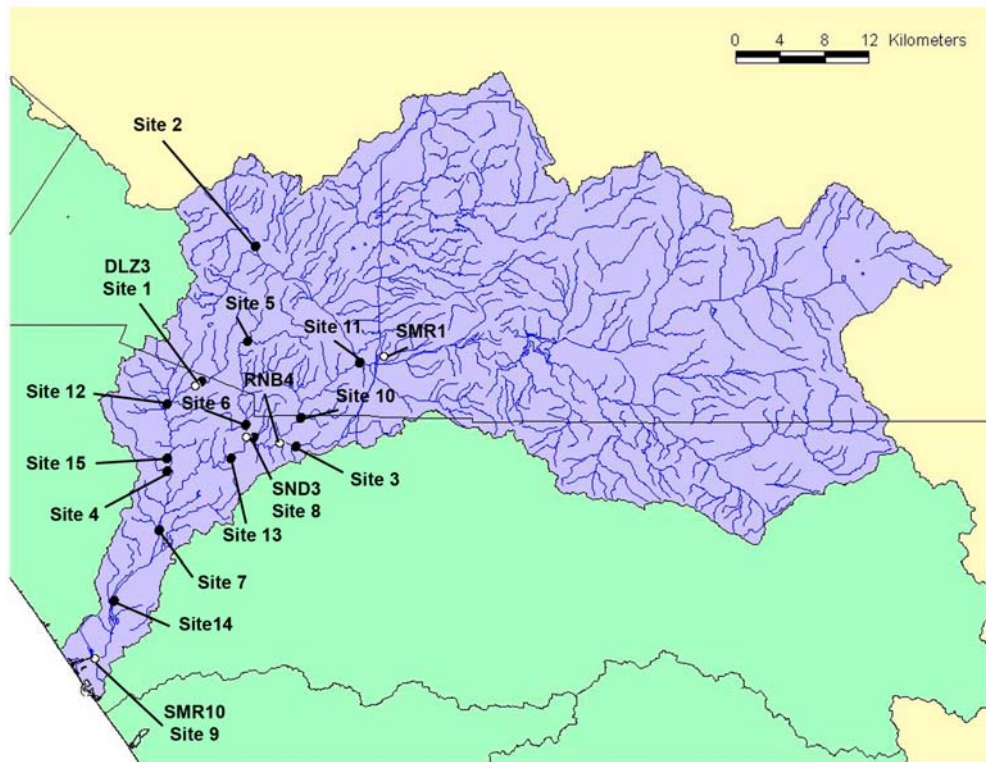 0 4 8 12 Kilometers
Site 2
DLZ3
Site 1
Site 5
Site 11
SMR1
RNB4
Site 12
Site 6
Site 10
Site 15
Site 3
Site 4
SND3
Site 8
Site 13
Site 7
Site14
SMR10
Site 9